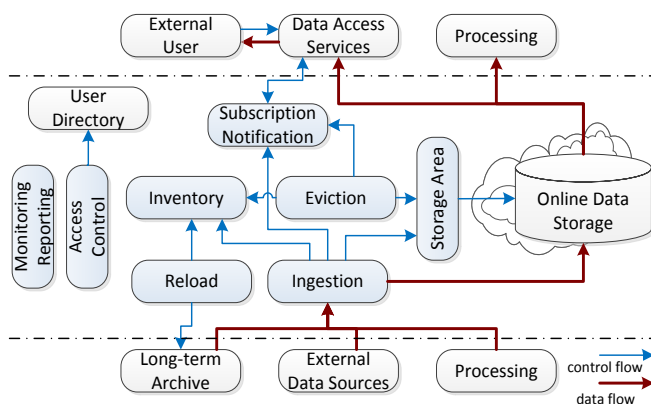 External
User
Data Access
Services
Processing
User
Directory
Subscription
Notification
Monitoring
Reporting
Access
Control
Inventory
Eviction
Storage Area
Online Data
Storage
Reload
Ingestion
Long-term
Archive
External
Data Sources
Processing
control flow
data flow